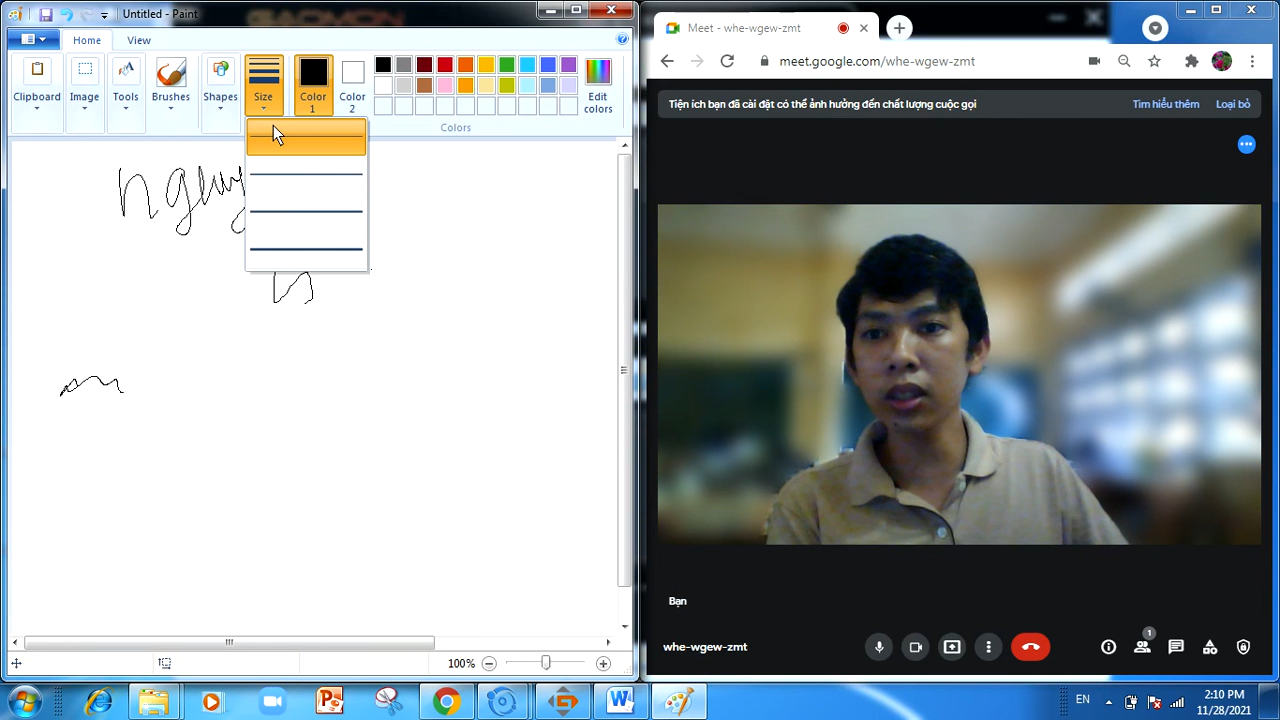 Untitled - Paint
Home
View
Clipboard
Image
Tools
Brushes
Shapes
Size
Color 1
Color 2
Edit colors
Colors
n
m
100%
Meet - whe-wgew-zmt
meet.google.com/whe-wgew-zmt
Tiện ích bạn đã cài đặt có thể ảnh hưởng đến chất lượng cuộc gọi
Tìm hiểu thêm
Loại bỏ
Bạn
whe-wgew-zmt
1
EN
2:10 PM
11/28/2021